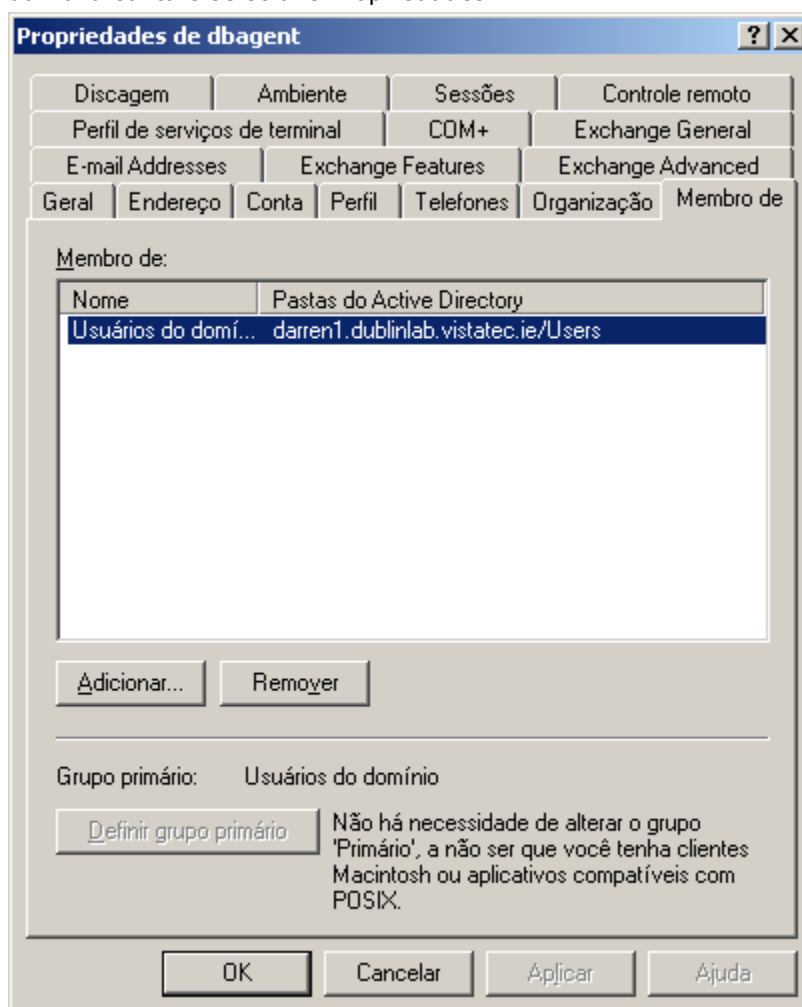 Propriedades de dbagent
Discagem Ambiente Sessões Controle remoto
Perfil de serviços de terminal COM+ Exchange General
E-mail Addresses Exchange Features Exchange Advanced
Geral Endereço Conta Perfil Telefones Organização Membro de
Membro de:
Nome Pastas do Active Directory
Usuários do domí... darren1.dublinlab.vistatec.ie/Users
Adicionar... Remover
Grupo primário: Usuários do domínio
Definir grupo primário
Não há necessidade de alterar o grupo
'Primário', a não ser que você tenha clientes
Macintosh ou aplicativos compatíveis com
POSIX.
OK Cancelar Aplicar Ajuda